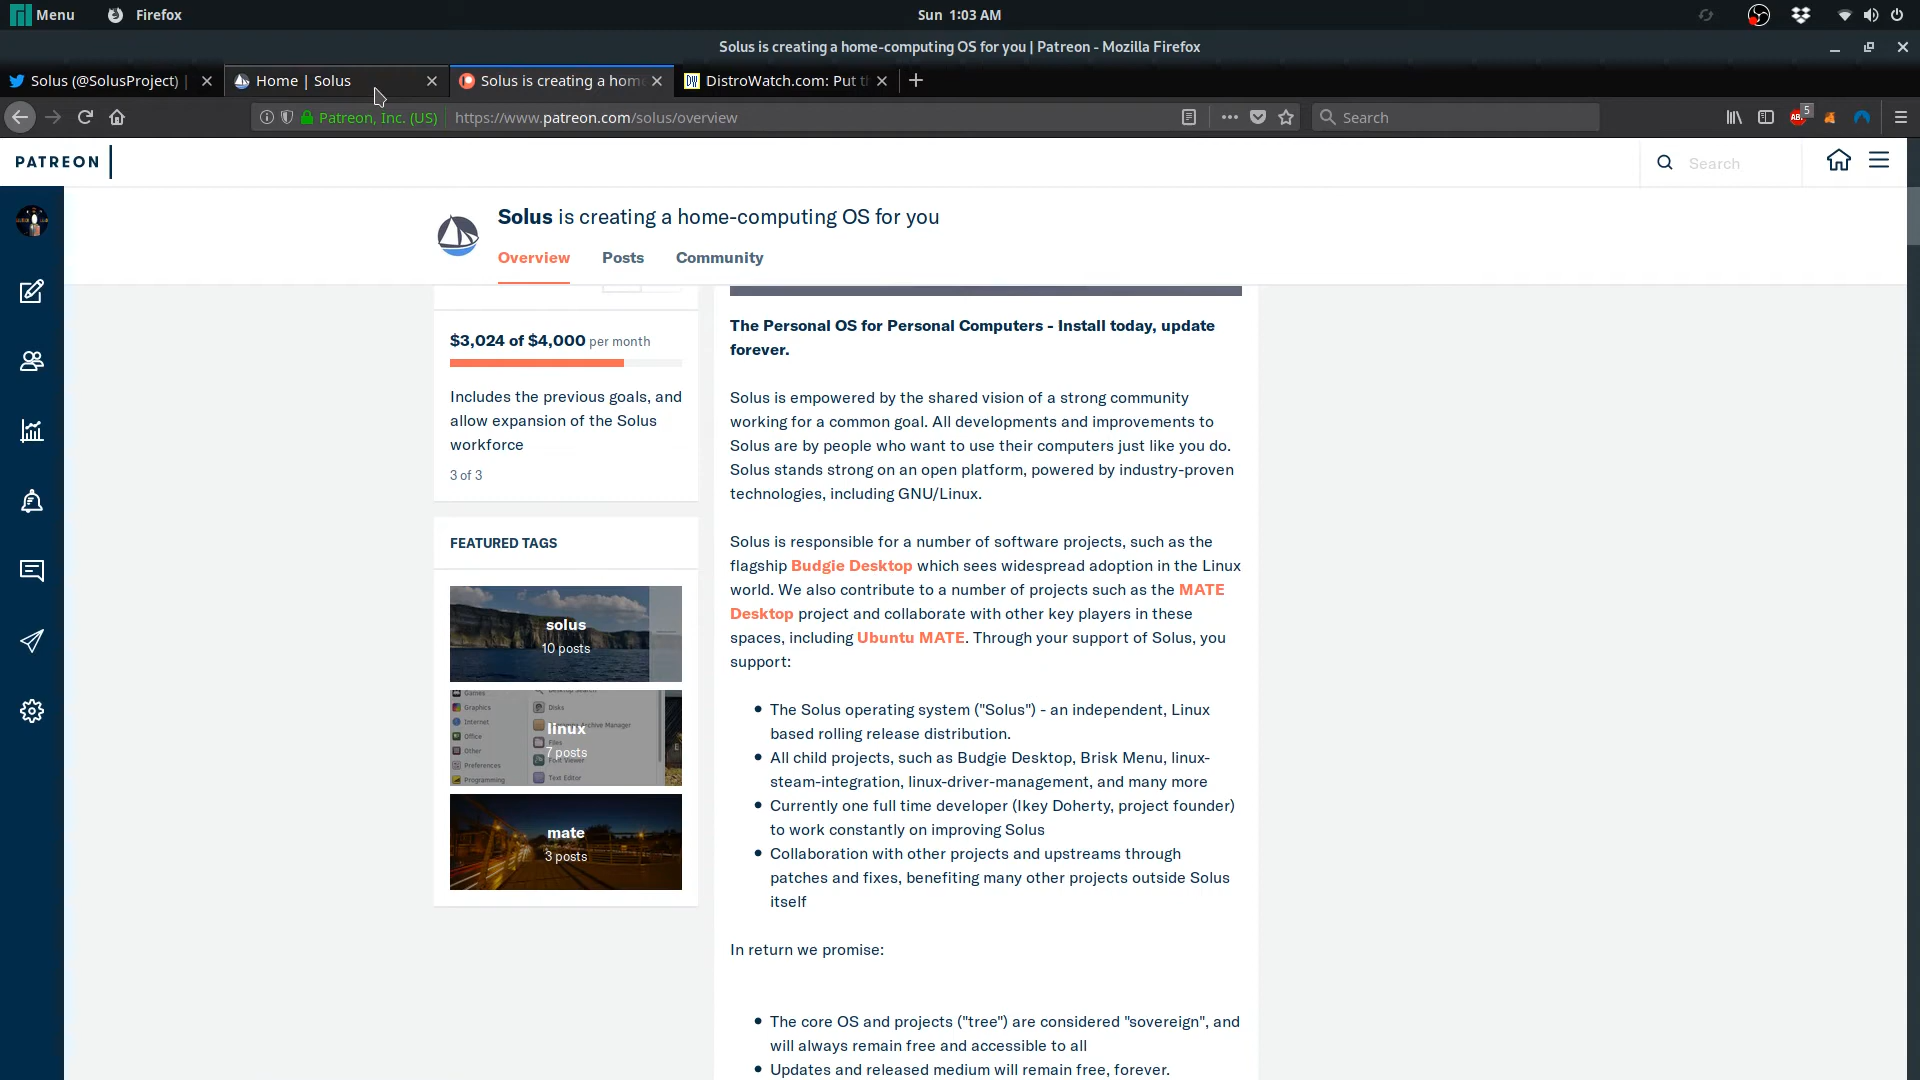 Menu Firefox Sun 1:03 AM
Solus is creating a home-computing OS for you | Patreon - Mozilla Firefox
Solus (@SolusProject) | Home | Solus Solus is creating a hom DistroWatch.com: Put t
Patreon, Inc. (US) https://www.patreon.com/solus/overview Search 5
PATREON Search
Solus is creating a home-computing OS for you
Overview Posts Community
$3,024 of $4,000 per month
Includes the previous goals, and
allow expansion of the Solus
workforce
3 of 3
FEATURED TAGS
solus
10 posts
Games
Graphics
Internet
Office
Other
Preferences
Programming
Disks
Archive Manager
Files
Font Viewer
Text Editor
linux
7 posts
mate
3 posts
The Personal OS for Personal Computers - Install today, update
forever.
Solus is empowered by the shared vision of a strong community
working for a common goal. All developments and improvements to
Solus are by people who want to use their computers just like you do.
Solus stands strong on an open platform, powered by industry-proven
technologies, including GNU/Linux.
Solus is responsible for a number of software projects, such as the
flagship Budgie Desktop which sees widespread adoption in the Linux
world. We also contribute to a number of projects such as the MATE
Desktop project and collaborate with other key players in these
spaces, including Ubuntu MATE. Through your support of Solus, you
support:
• The Solus operating system ("Solus") - an independent, Linux
based rolling release distribution.
• All child projects, such as Budgie Desktop, Brisk Menu, linux-
steam-integration, linux-driver-management, and many more
• Currently one full time developer (Ikey Doherty, project founder)
to work constantly on improving Solus
• Collaboration with other projects and upstreams through
patches and fixes, benefiting many other projects outside Solus
itself
In return we promise:
• The core OS and projects ("tree") are considered "sovereign", and
will always remain free and accessible to all
• Updates and released medium will remain free, forever.